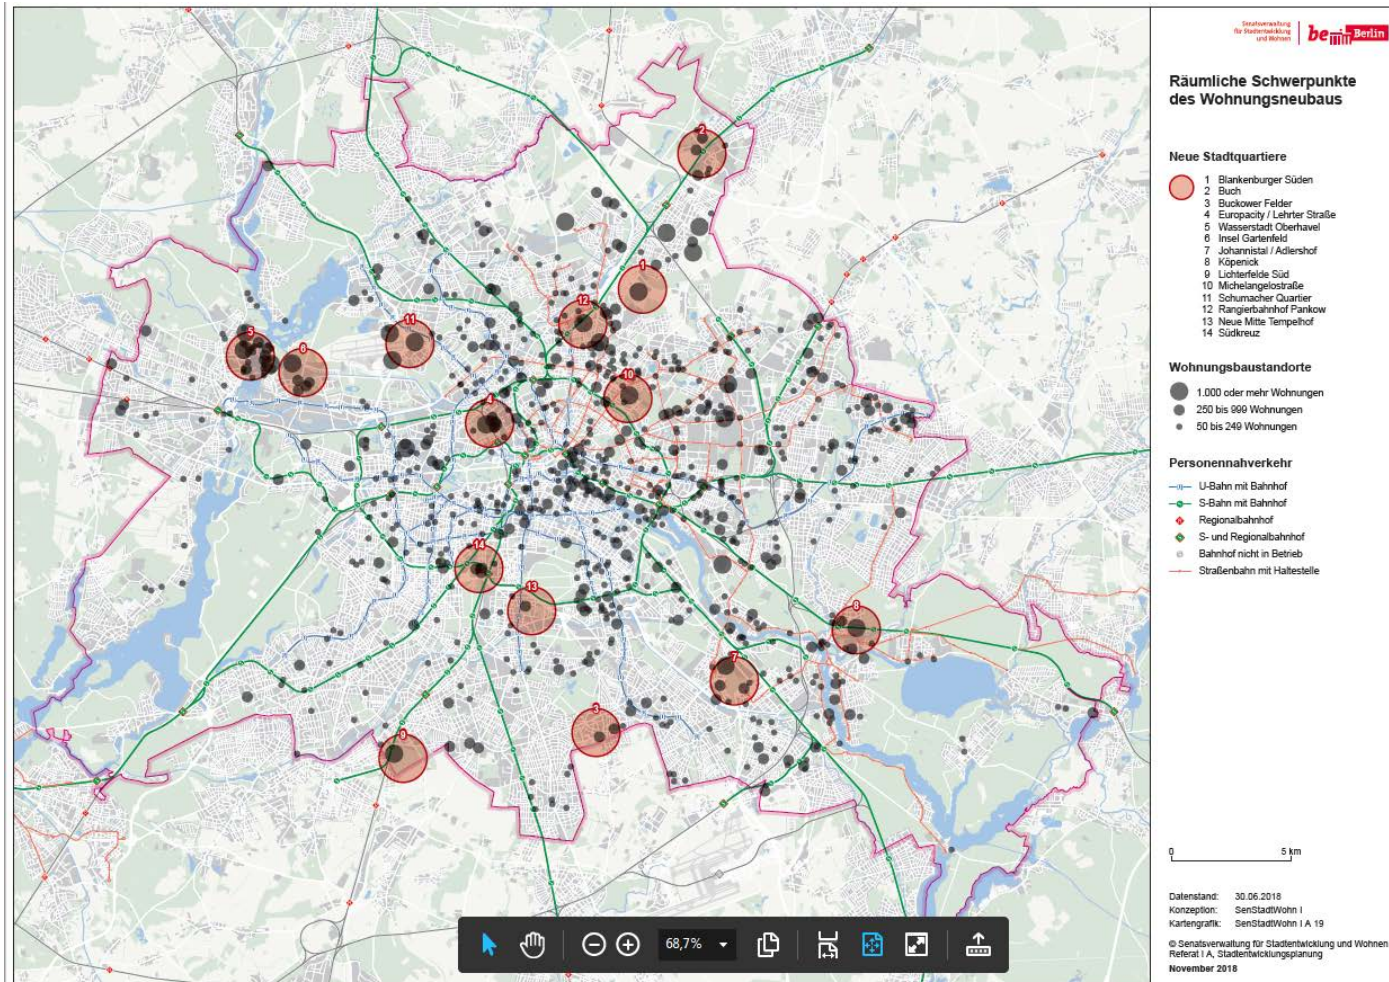 Senatsverwaltung
für Stadtentwicklung
und Wohnen
be Berlin
Räumliche Schwerpunkte
des Wohnungsneubaus
Neue Stadtquartiere
1 Blankenburger Süden
2 Buch
3 Buckower Felder
4 Europacity / Lehrter Straße
5 Wasserstadt Oberhavel
6 Insel Gartenfeld
7 Johannistal / Adlershof
8 Köpenick
9 Lichterfelde Süd
10 Michelangelostraße
11 Schumacher Quartier
12 Rangierbahnhof Pankow
13 Neue Mitte Tempelhof
14 Südkreuz
Wohnungsbaustandorte
1.000 oder mehr Wohnungen
250 bis 999 Wohnungen
50 bis 249 Wohnungen
Personennahverkehr
U-Bahn mit Bahnhof
S-Bahn mit Bahnhof
Regionalbahnhof
S- und Regionalbahnhof
Bahnhof nicht in Betrieb
Straßenbahn mit Haltestelle
0 5 km
Datenstand: 30.06.2018
Konzeption: SenStadtWohn I
Kartengrafik: SenStadtWohn I A 19
© Senatsverwaltung für Stadtentwicklung und Wohnen
Referat I A, Stadtentwicklungsplanung
November 2018
2
1
12
11
5
6
10
4
14
13
8
7
3
9
68,7%